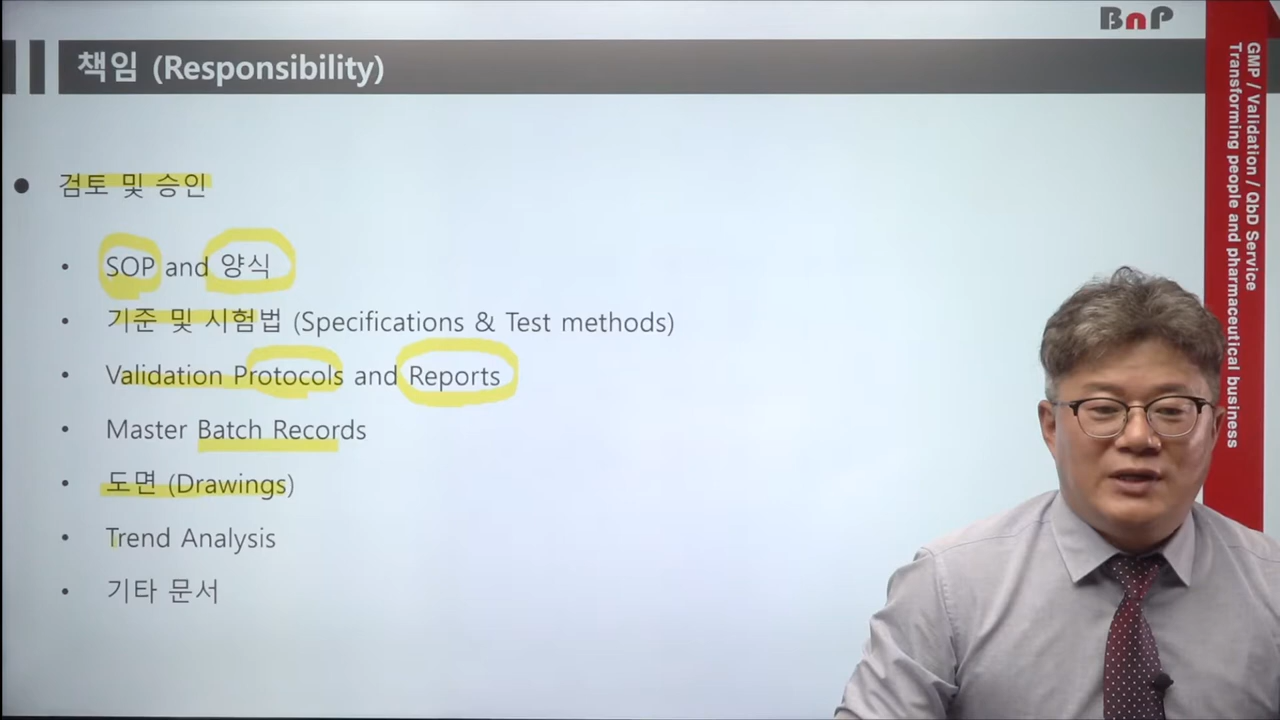 BnP
책임 (Responsibility)
GMP / Validation / QbD Service
Transforming people and pharmaceutical business
● 검토 및 승인
• SOP and 양식
• 기준 및 시험법 (Specifications & Test methods)
• Validation Protocols and Reports
• Master Batch Records
• 도면 (Drawings)
• Trend Analysis
• 기타 문서